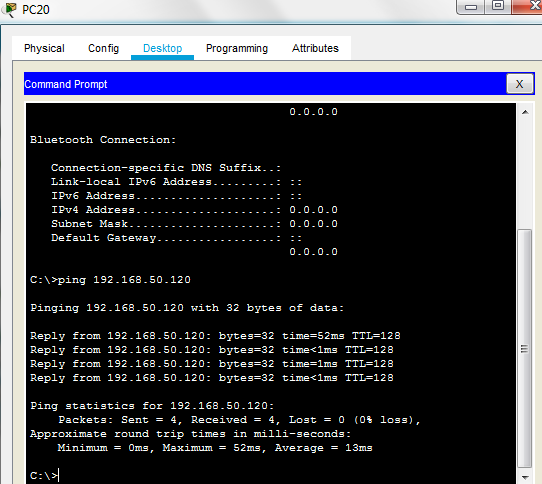 PC20
Physical Config Desktop Programming Attributes
Command Prompt
X
0.0.0.0
Bluetooth Connection:
Connection-specific DNS Suffix..:
Link-local IPv6 Address.........: ::
IPv6 Address....................: ::
IPv4 Address....................: 0.0.0.0
Subnet Mask.....................: 0.0.0.0
Default Gateway.................: ::
0.0.0.0
C:\>ping 192.168.50.120
Pinging 192.168.50.120 with 32 bytes of data:
Reply from 192.168.50.120: bytes=32 time=52ms TTL=128
Reply from 192.168.50.120: bytes=32 time<1ms TTL=128
Reply from 192.168.50.120: bytes=32 time=1ms TTL=128
Reply from 192.168.50.120: bytes=32 time<1ms TTL=128
Ping statistics for 192.168.50.120:
Packets: Sent = 4, Received = 4, Lost = 0 (0% loss),
Approximate round trip times in milli-seconds:
Minimum = 0ms, Maximum = 52ms, Average = 13ms
C:\>